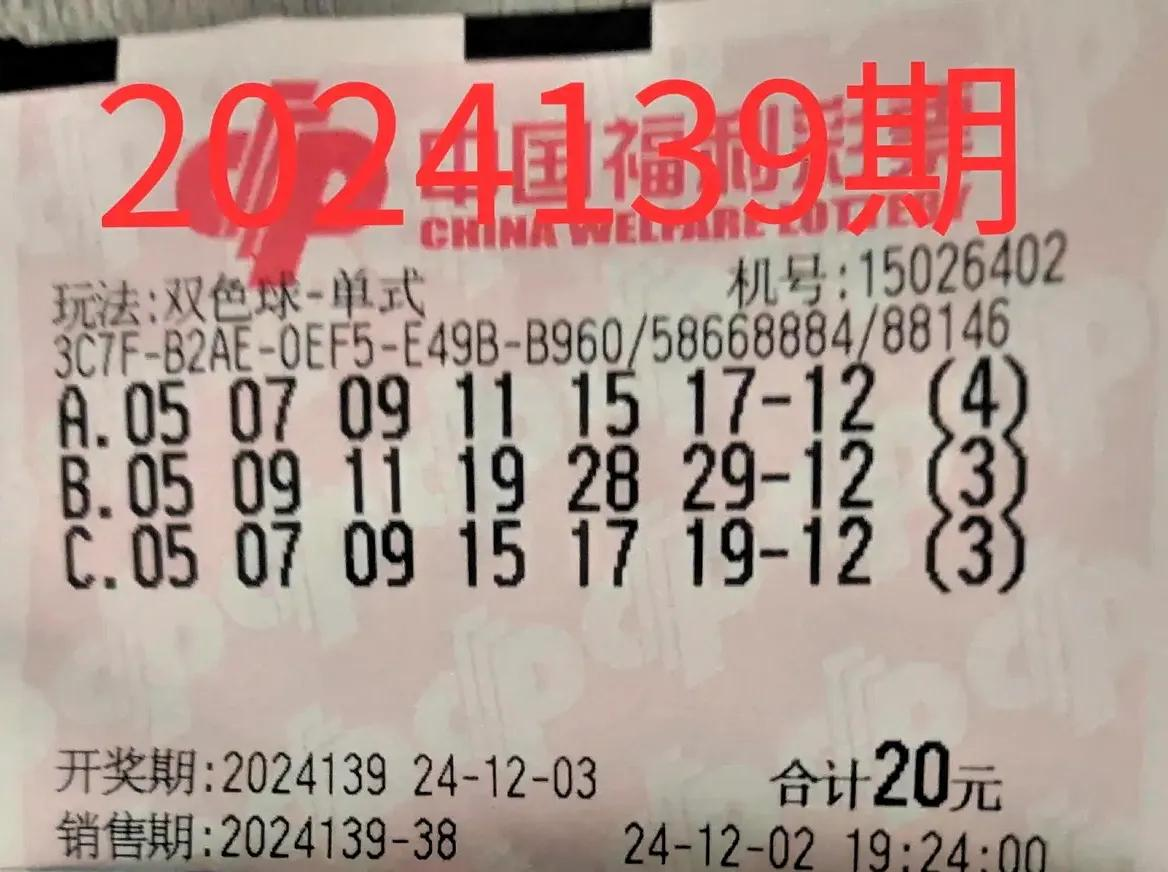 2024139期
中国福利彩票
CHINA WELFARE LOTTERY
玩法:双色球-单式 机号:15026402
3C7F-B2AE-0EF5-E49B-B960/58668884/88146
A.05 07 09 11 15 17-12 (4)
B.05 09 11 19 28 29-12 (3)
C.05 07 09 15 17 19-12 (3)
开奖期:2024139 24-12-03 合计20元
销售期:2024139-38 24-12-02 19:24:00